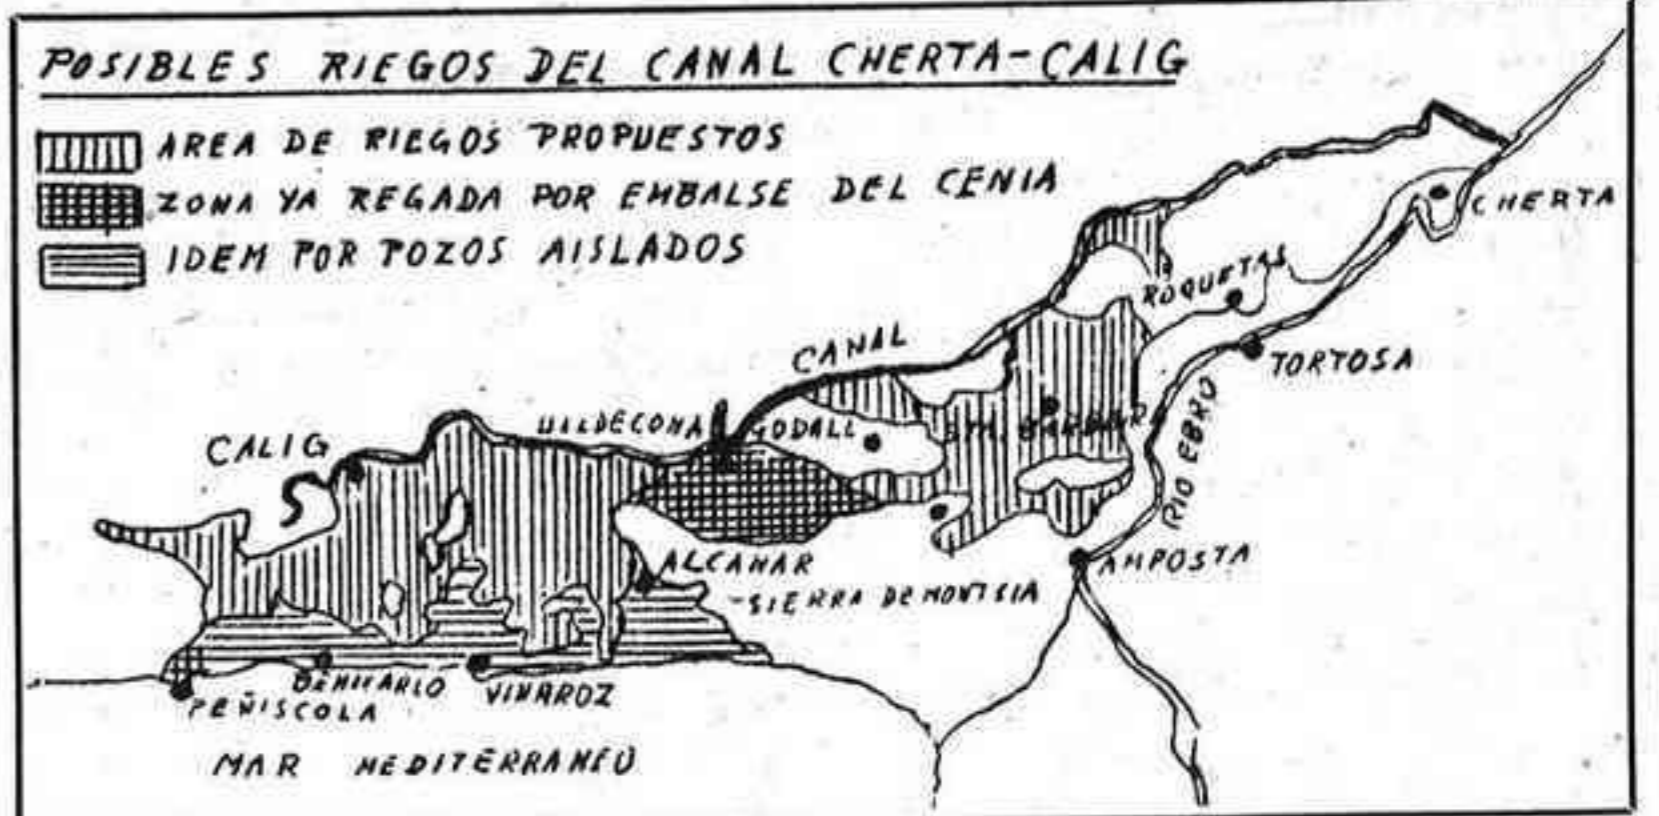 POSIBLES RIEGOS DEL CANAL CHERTA-CALIG
AREA DE RIEGOS PROPUESTOS
ZONA YA REGADA POR EMBALSE DEL CENIA
IDEM POR POZOS AISLADOS
CHERTA
ROQUETAS
TORTOSA
CANAL
ULLDECONA
GODALL
STA. BARBARA
CALIG
RIO EBRO
AMPOSTA
ALCANAR
-SIERRA DE MONTSIA
BENICARLO
VINAROZ
PEÑISCOLA
MAR MEDITERRANEO